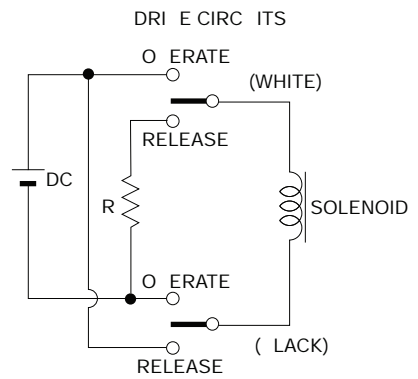 DRI E CIRC ITS
O ERATE
(WHITE)
RELEASE
DC
R
SOLENOID
O ERATE
( LACK)
RELEASE